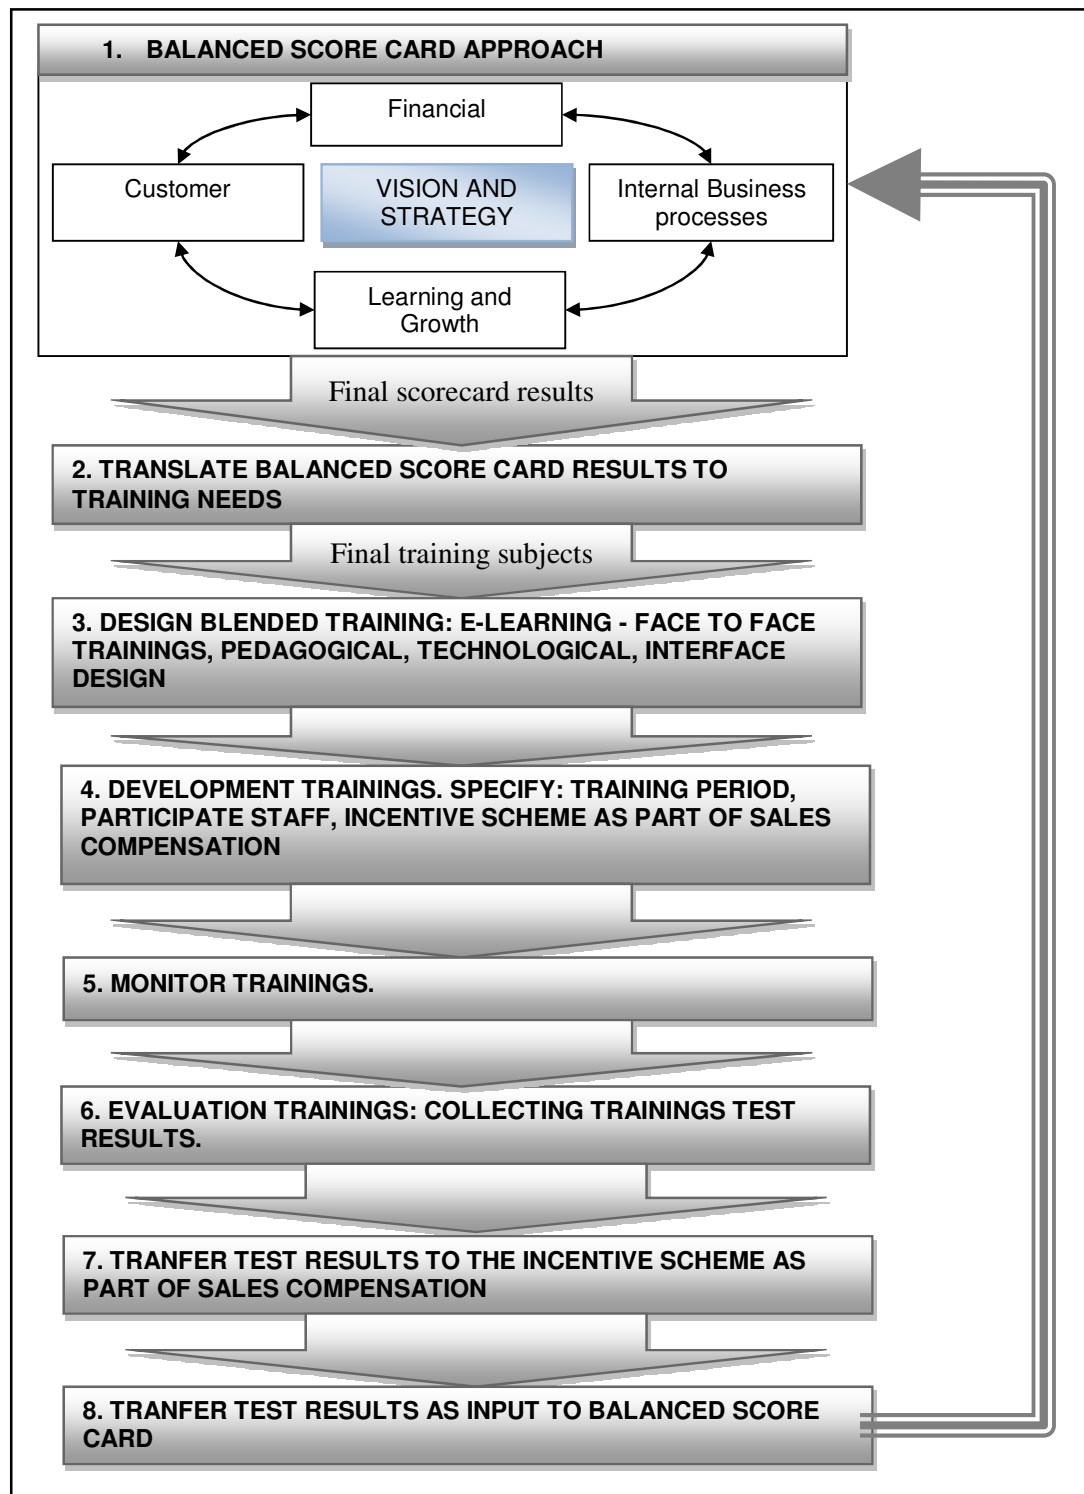 1. BALANCED SCORE CARD APPROACH
Financial
Customer
VISION AND
STRATEGY
Internal Business
processes
Learning and
Growth
Final scorecard results
2. TRANSLATE BALANCED SCORE CARD RESULTS TO
TRAINING NEEDS
Final training subjects
3. DESIGN BLENDED TRAINING: E-LEARNING - FACE TO FACE
TRAININGS, PEDAGOGICAL, TECHNOLOGICAL, INTERFACE
DESIGN
4. DEVELOPMENT TRAININGS. SPECIFY: TRAINING PERIOD,
PARTICIPATE STAFF, INCENTIVE SCHEME AS PART OF SALES
COMPENSATION
5. MONITOR TRAININGS.
6. EVALUATION TRAININGS: COLLECTING TRAININGS TEST
RESULTS.
7. TRANFER TEST RESULTS TO THE INCENTIVE SCHEME AS
PART OF SALES COMPENSATION
8. TRANFER TEST RESULTS AS INPUT TO BALANCED SCORE
CARD